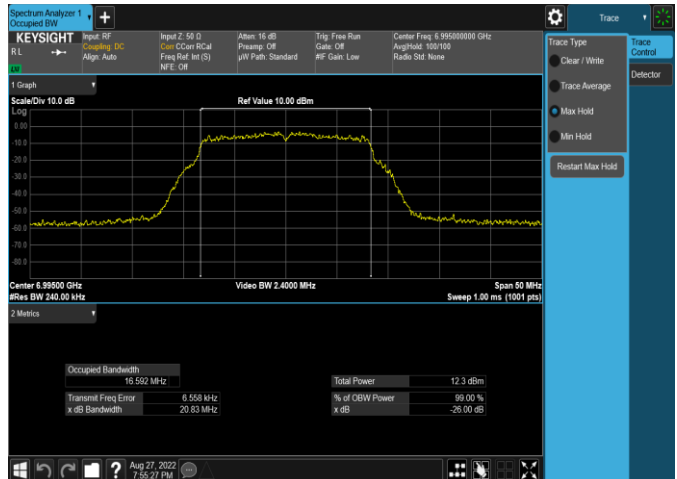 Spectrum Analyzer 1
Occupied BW
Trace
KEYSIGHT
R L
Input: RF
Coupling: DC
Align: Auto
Input Z: 50 Ω
Corr CCorr RCal
Freq Ref: Int (S)
NFE: Off
Atten: 16 dB
Preamp: Off
µW Path: Standard
Trig: Free Run
Gate: Off
#IF Gain: Low
Center Freq: 6.995000000 GHz
Avg|Hold: 100/100
Radio Std: None
Trace Type
Clear / Write
Trace Average
Max Hold
Min Hold
Restart Max Hold
Trace
Control
Detector
1 Graph
Scale/Div 10.0 dB
Ref Value 10.00 dBm
Log
0.00
-10.0
-20.0
-30.0
-40.0
-50.0
-60.0
-70.0
-80.0
Center 6.99500 GHz
#Res BW 240.00 kHz
Video BW 2.4000 MHz
Span 50 MHz
Sweep 1.00 ms (1001 pts)
2 Metrics
Occupied Bandwidth
16.592 MHz
Total Power 12.3 dBm
Transmit Freq Error 6.558 kHz
% of OBW Power 99.00 %
x dB Bandwidth 20.83 MHz
x dB -26.00 dB
Aug 27, 2022
7:55:27 PM